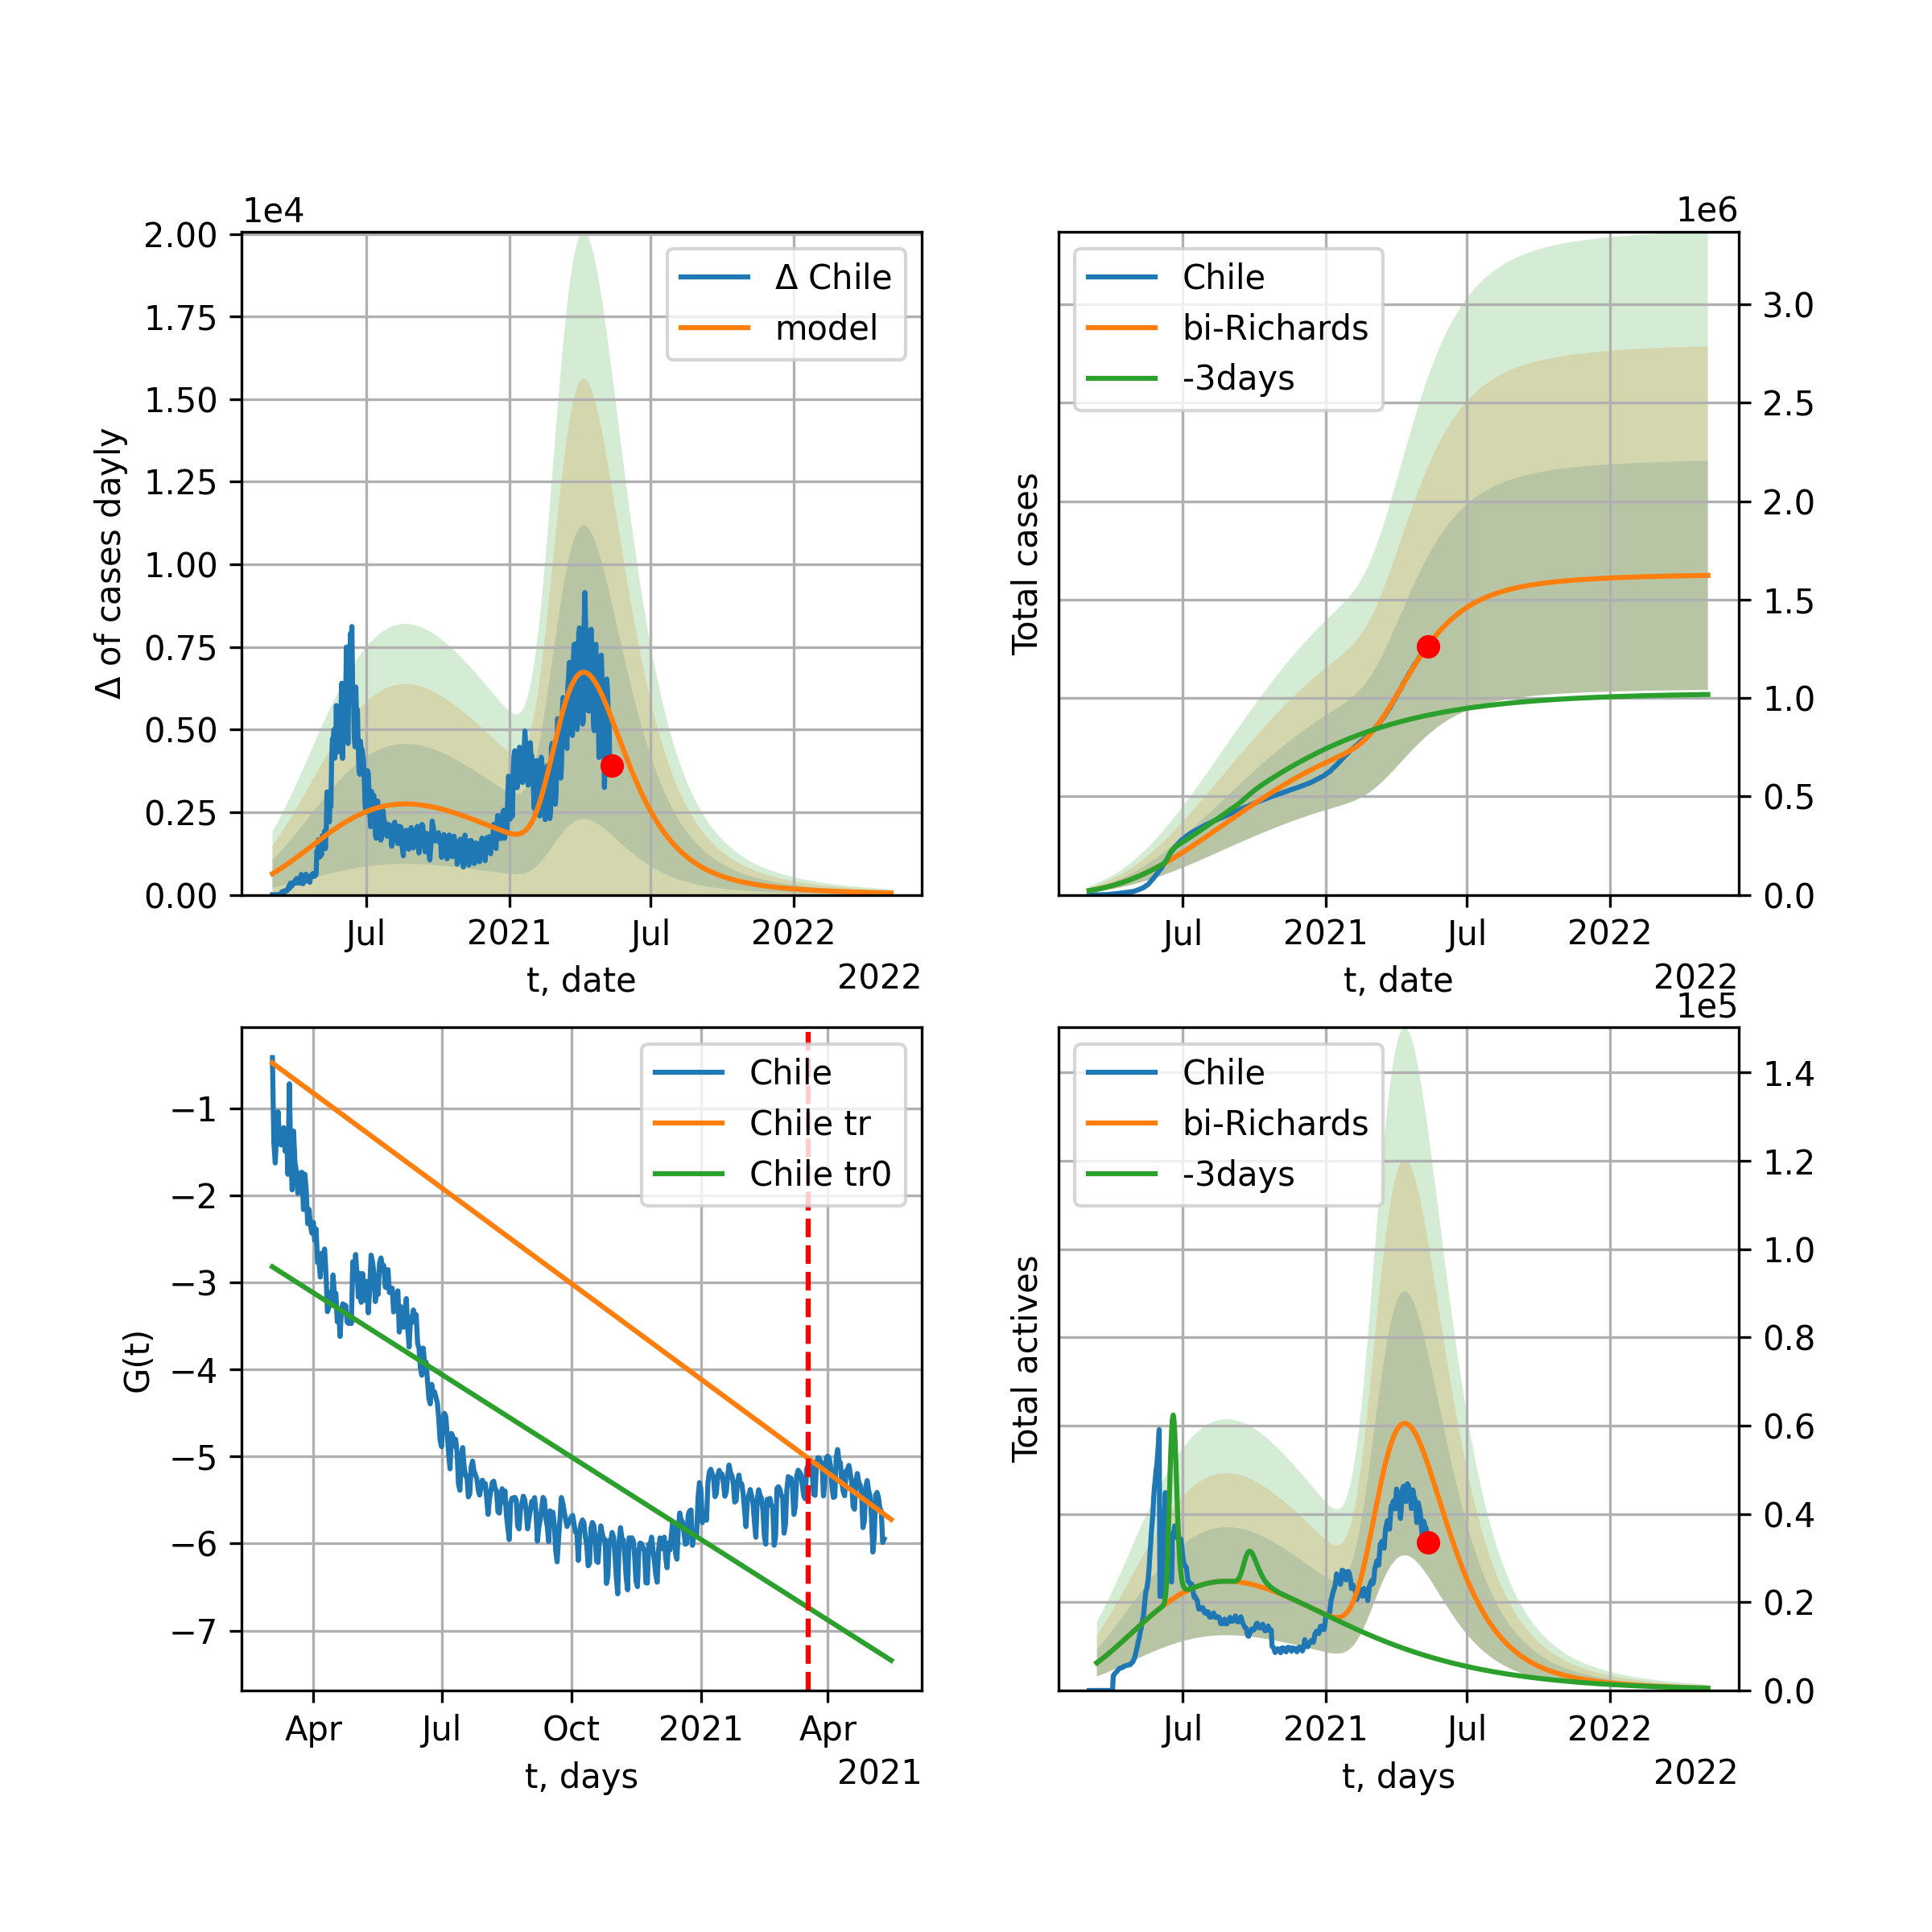 1e4
2.00
1.75
1.50
1.25
1.00
0.75
0.50
0.25
0.00
Δ of cases dayly
Δ Chile
model
Jul
2021
Jul
2022
t, date
2022
1e6
3.0
2.5
2.0
1.5
1.0
0.5
0.0
Total cases
Chile
bi-Richards
-3days
Jul
2021
Jul
2022
t, date
2022
−1
−2
−3
−4
−5
−6
−7
G(t)
Chile
Chile tr
Chile tr0
Apr
Jul
Oct
2021
Apr
t, days
2021
1e5
1.4
1.2
1.0
0.8
0.6
0.4
0.2
0.0
Total actives
Chile
bi-Richards
-3days
Jul
2021
Jul
2022
t, days
2022